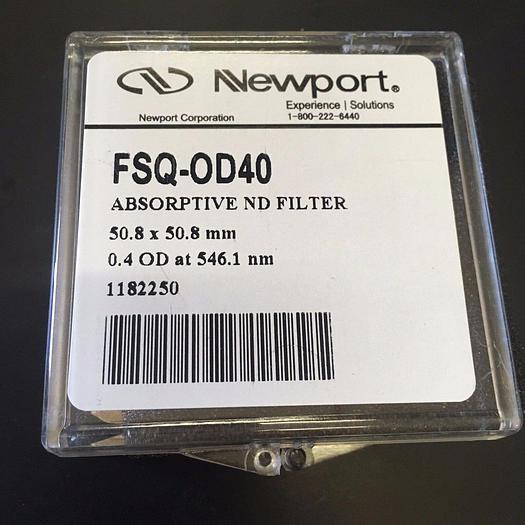 Newport®
Experience | Solutions
Newport Corporation 1-800-222-6440
FSQ-OD40
ABSORPTIVE ND FILTER
50.8 x 50.8 mm
0.4 OD at 546.1 nm
1182250